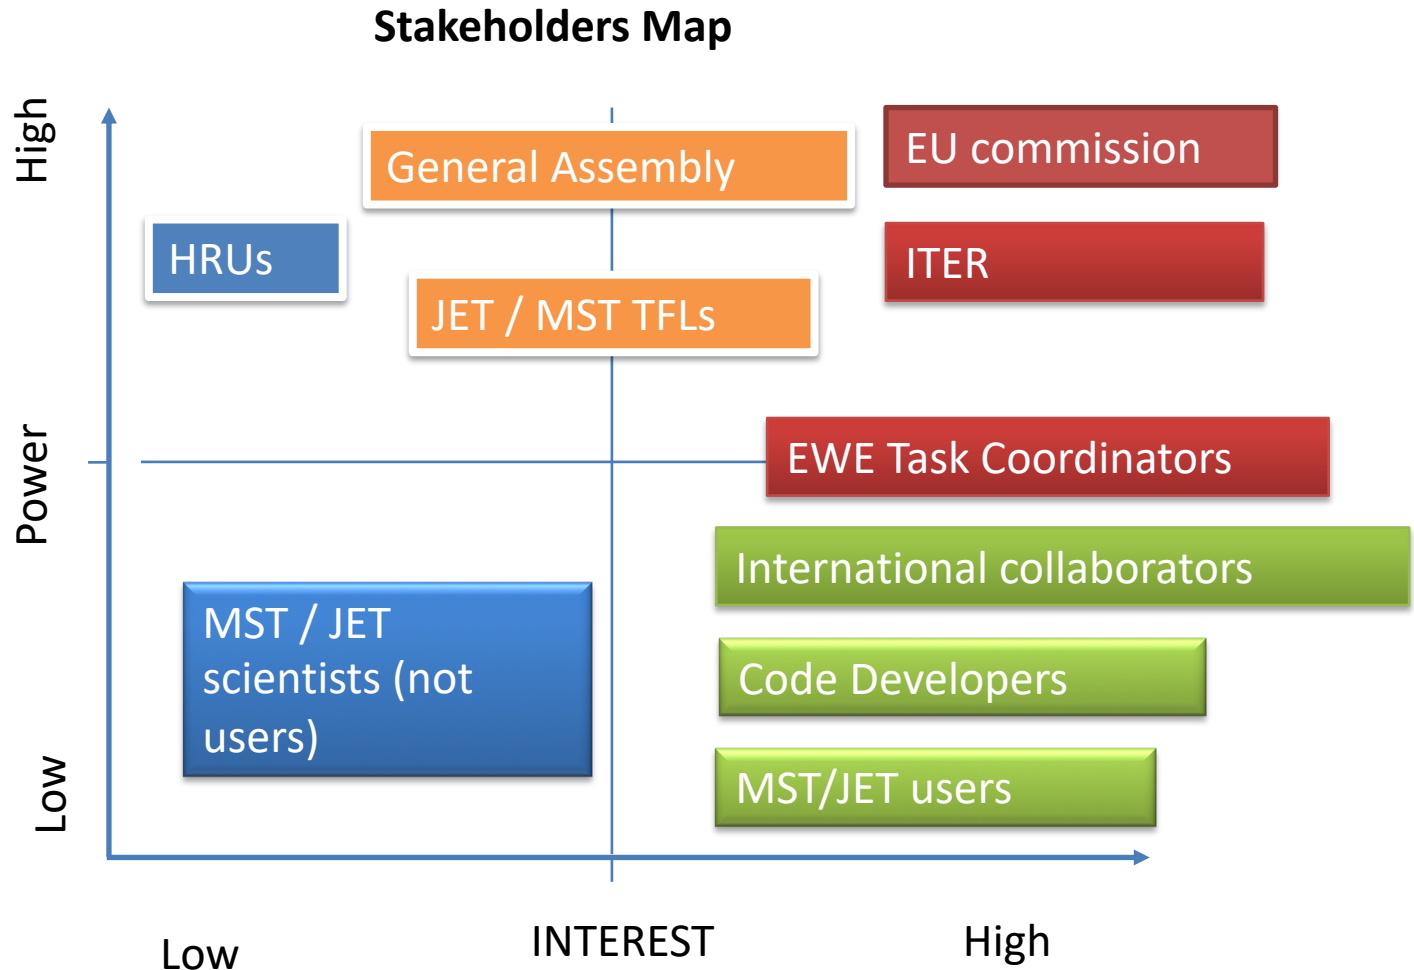 Stakeholders Map
High
General Assembly
EU commission
HRUs
ITER
JET / MST TFLs
Power
EWE Task Coordinators
International collaborators
MST / JET
scientists (not
users)
Code Developers
MST/JET users
Low
Low
INTEREST
High